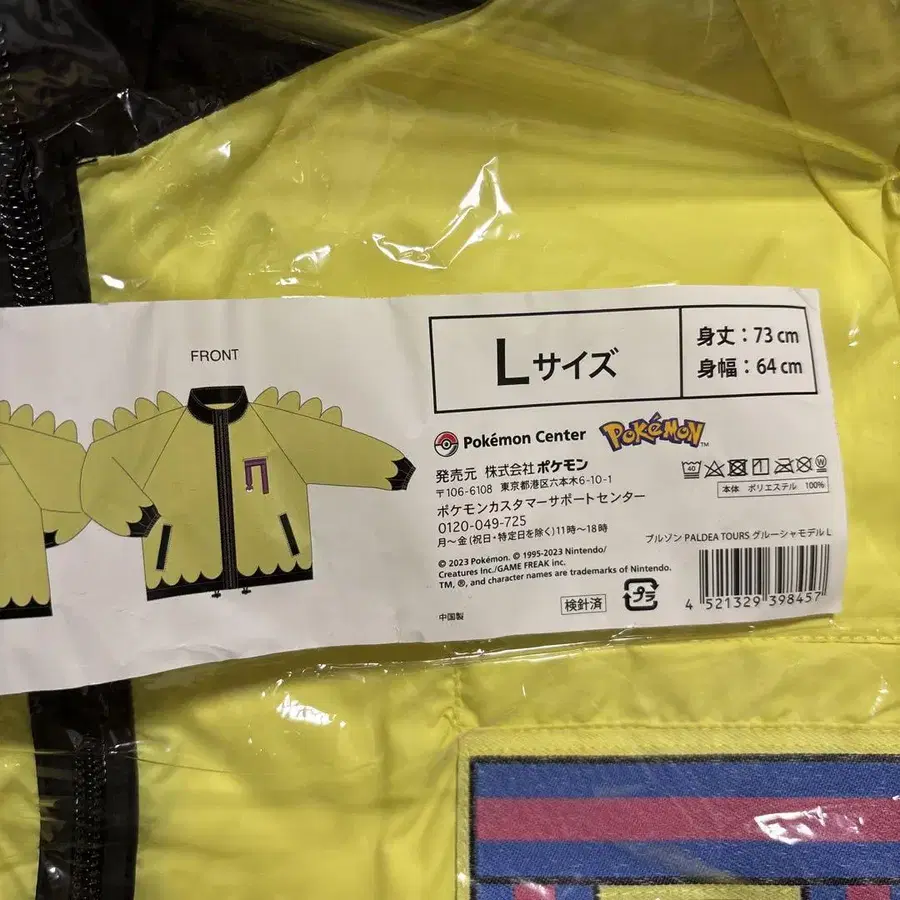 FRONT
Lサイズ
身丈：73 cm
身幅：64 cm
Pokémon Center
POKéMON TM
発売元 株式会社ポケモン
〒106-6108 東京都港区六本木6-10-1
ポケモンカスタマーサポートセンター
0120-049-725
月～金 (祝日・特定日を除く) 11時～18時
© 2023 Pokémon. © 1995-2023 Nintendo/
Creatures Inc./GAME FREAK inc.
TM, ®, and character names are trademarks of Nintendo.
中国製
検針済
プラ
40
W
本体 ポリエステル 100%
ブルゾン PALDEA TOURS グルーシャモデル L
4 521329 398457